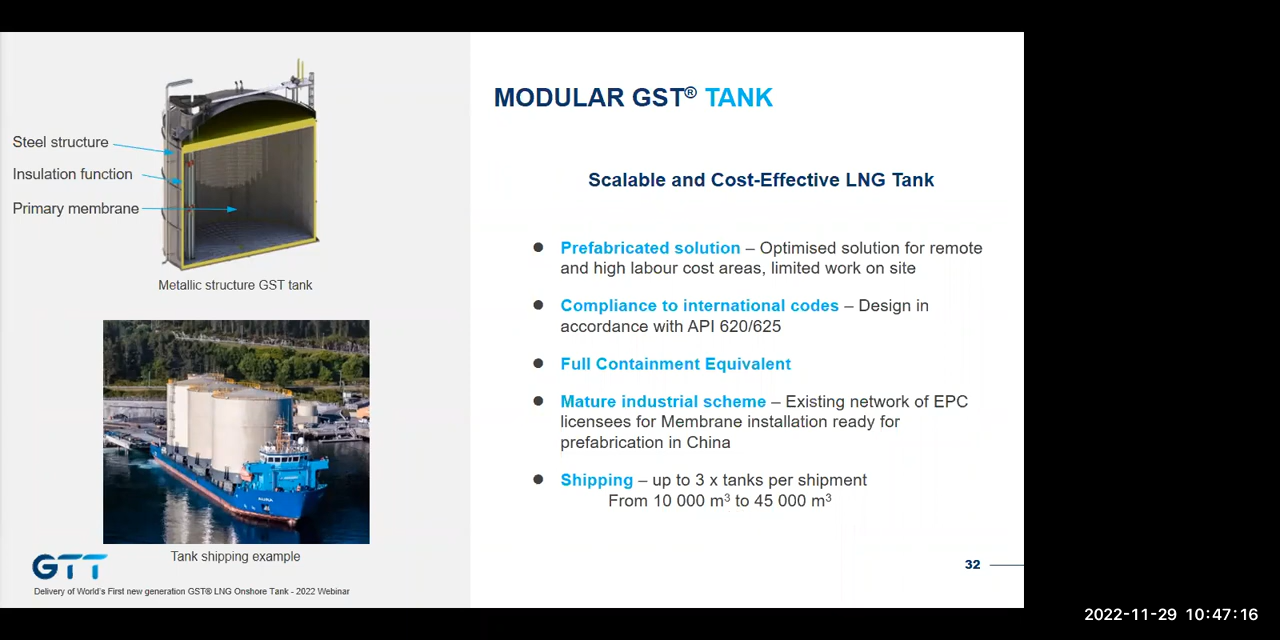 MODULAR GST® TANK
Steel structure
Insulation function
Primary membrane
Metallic structure GST tank
Tank shipping example
Scalable and Cost-Effective LNG Tank
● Prefabricated solution – Optimised solution for remote
and high labour cost areas, limited work on site
● Compliance to international codes – Design in
accordance with API 620/625
● Full Containment Equivalent
● Mature industrial scheme – Existing network of EPC
licensees for Membrane installation ready for
prefabrication in China
● Shipping – up to 3 x tanks per shipment
From 10 000 m³ to 45 000 m³
GTT
Delivery of World's First new generation GST® LNG Onshore Tank - 2022 Webinar
32
2022-11-29 10:47:16